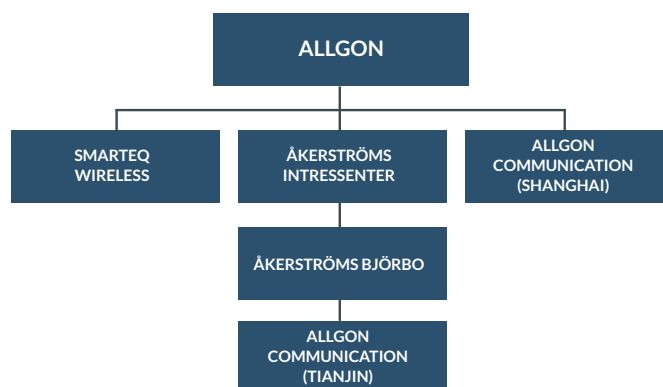 ALLGON
SMARTEQ
WIRELESS
ÅKERSTRÖMS
INTRESSENTER
ALLGON
COMMUNICATION
(SHANGHAI)
ÅKERSTRÖMS BJÖRBO
ALLGON
COMMUNICATION
(TIANJIN)